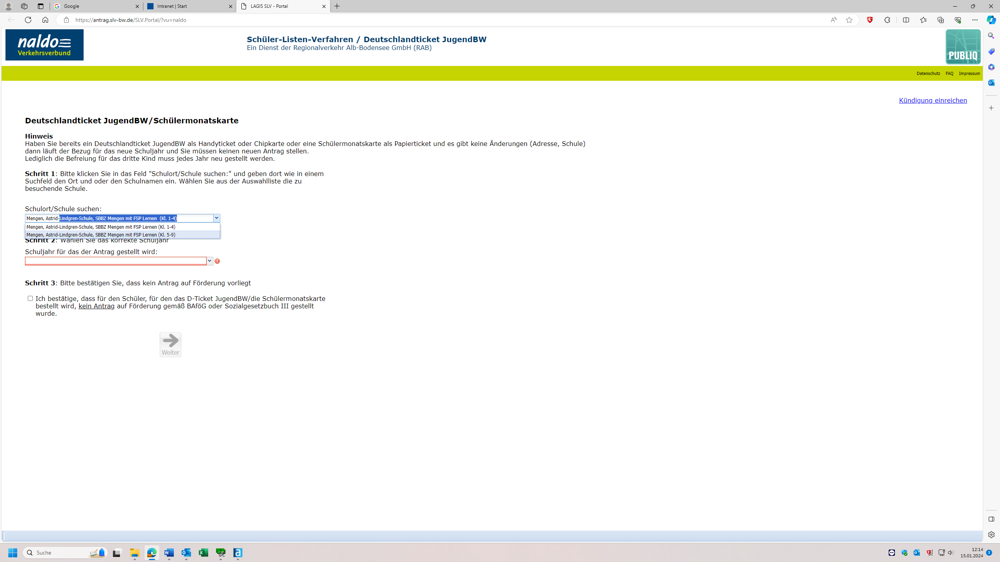 Google
Intranet | Start
LAGIS SLV - Portal
https://antrag.slv-bw.de/SLV.Portal/?vu=naldo
naldo
Verkehrsverbund
Schüler-Listen-Verfahren / Deutschlandticket JugendBW
Ein Dienst der Regionalverkehr Alb-Bodensee GmbH (RAB)
PUBLIQ
Datenschutz FAQ Impressum
Kündigung einreichen
Deutschlandticket JugendBW/Schülermonatskarte
Hinweis
Haben Sie bereits ein Deutschlandticket JugendBW als Handyticket oder Chipkarte oder eine Schülermonatskarte als Papierticket und es gibt keine Änderungen (Adresse, Schule)
dann läuft der Bezug für das neue Schuljahr und Sie müssen keinen neuen Antrag stellen.
Lediglich die Befreiung für das dritte Kind muss jedes Jahr neu gestellt werden.
Schritt 1: Bitte klicken Sie in das Feld "Schulort/Schule suchen:" und geben dort wie in einem
Suchfeld den Ort und oder den Schulnamen ein. Wählen Sie aus der Auswahlliste die zu
besuchende Schule.
Schulort/Schule suchen:
Mengen, Astrid-Lindgren-Schule, SBBZ Mengen mit FSP Lernen (Kl. 1-4)
Mengen, Astrid-Lindgren-Schule, SBBZ Mengen mit FSP Lernen (Kl. 1-4)
Mengen, Astrid-Lindgren-Schule, SBBZ Mengen mit FSP Lernen (Kl. 5-9)
Schritt 2: Wählen Sie das korrekte Schuljahr
Schuljahr für das der Antrag gestellt wird:
Schritt 3: Bitte bestätigen Sie, dass kein Antrag auf Förderung vorliegt
Ich bestätige, dass für den Schüler, für den das D-Ticket JugendBW/die Schülermonatskarte
bestellt wird, kein Antrag auf Förderung gemäß BAföG oder Sozialgesetzbuch III gestellt
wurde.
Weiter
Suche
12:14
15.01.2024
3